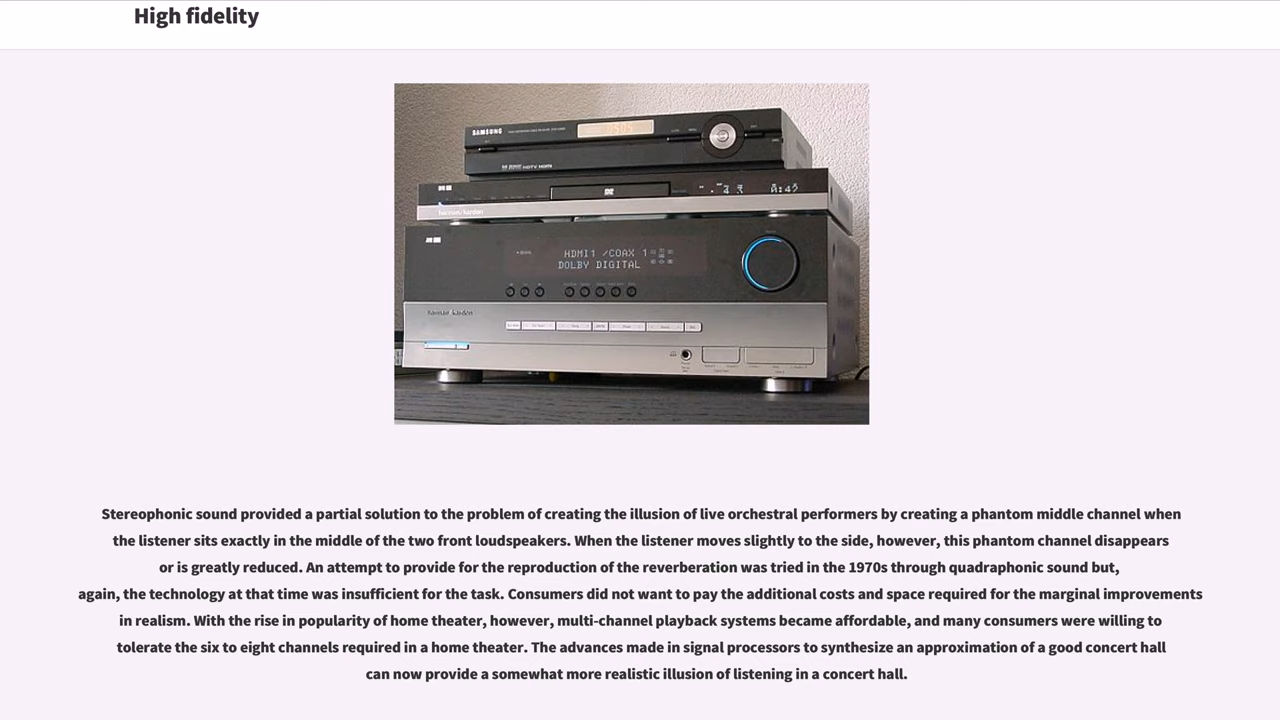 High fidelity
SAMSUNG
HDTV HDMI
harman/kardon
HDMI1 /COAX 1
DOLBY DIGITAL
harman/kardon
Stereophonic sound provided a partial solution to the problem of creating the illusion of live orchestral performers by creating a phantom middle channel when
the listener sits exactly in the middle of the two front loudspeakers. When the listener moves slightly to the side, however, this phantom channel disappears
or is greatly reduced. An attempt to provide for the reproduction of the reverberation was tried in the 1970s through quadraphonic sound but,
again, the technology at that time was insufficient for the task. Consumers did not want to pay the additional costs and space required for the marginal improvements
in realism. With the rise in popularity of home theater, however, multi-channel playback systems became affordable, and many consumers were willing to
tolerate the six to eight channels required in a home theater. The advances made in signal processors to synthesize an approximation of a good concert hall
can now provide a somewhat more realistic illusion of listening in a concert hall.